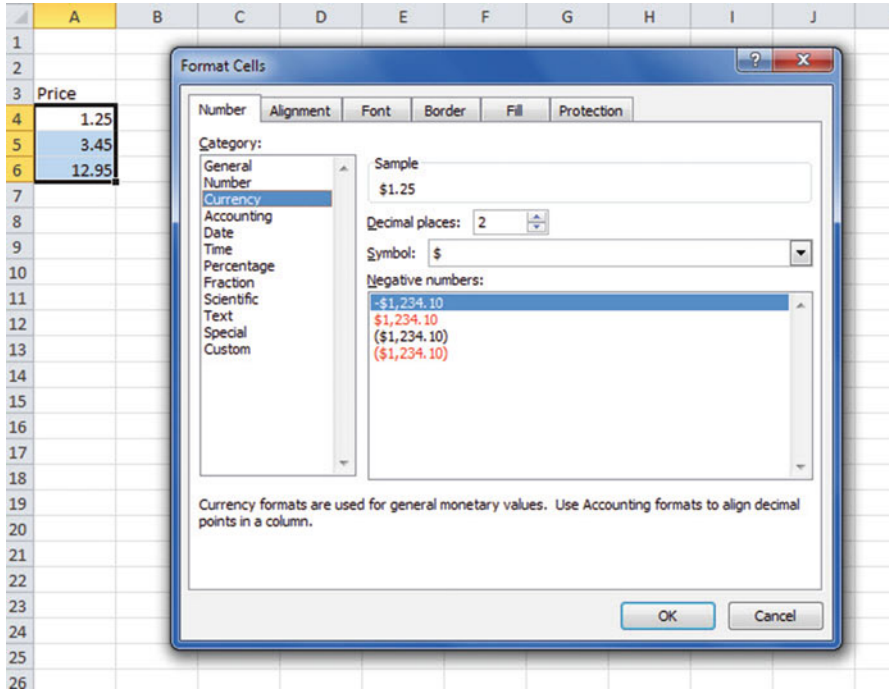 A B C D E F G H I J
1
2
3 Price
4 1.25
5 3.45
6 12.95
7
8
9
10
11
12
13
14
15
16
17
18
19
20
21
22
23
24
25
26
Format Cells
?
Number Alignment Font Border Fill Protection
Category:
General
Number
Currency
Accounting
Date
Time
Percentage
Fraction
Scientific
Text
Special
Custom
Sample
$1.25
Decimal places: 2
Symbol: $
Negative numbers:
-$1,234.10
$1,234.10
($1,234.10)
($1,234.10)
Currency formats are used for general monetary values. Use Accounting formats to align decimal
points in a column.
OK Cancel